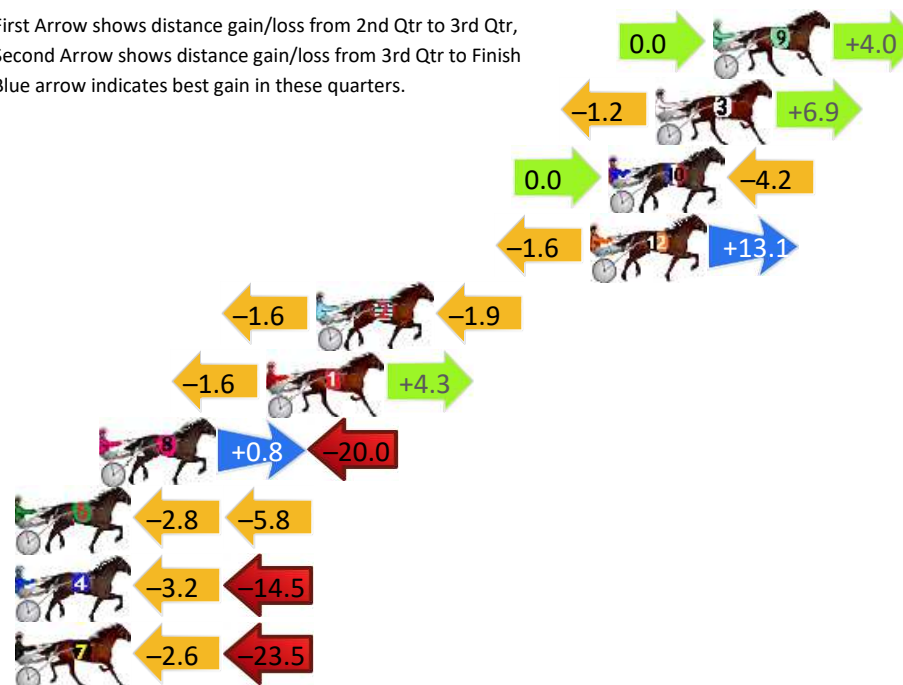 First Arrow shows distance gain/loss from 2nd Qtr to 3rd Qtr,
Second Arrow shows distance gain/loss from 3rd Qtr to Finish
Blue arrow indicates best gain in these quarters.
0.0 9 +4.0
−1.2 3 +6.9
0.0 10 −4.2
−1.6 12 +13.1
−1.6 2 −1.9
−1.6 1 +4.3
8 +0.8 −20.0
5 −2.8 −5.8
4 −3.2 −14.5
7 −2.6 −23.5